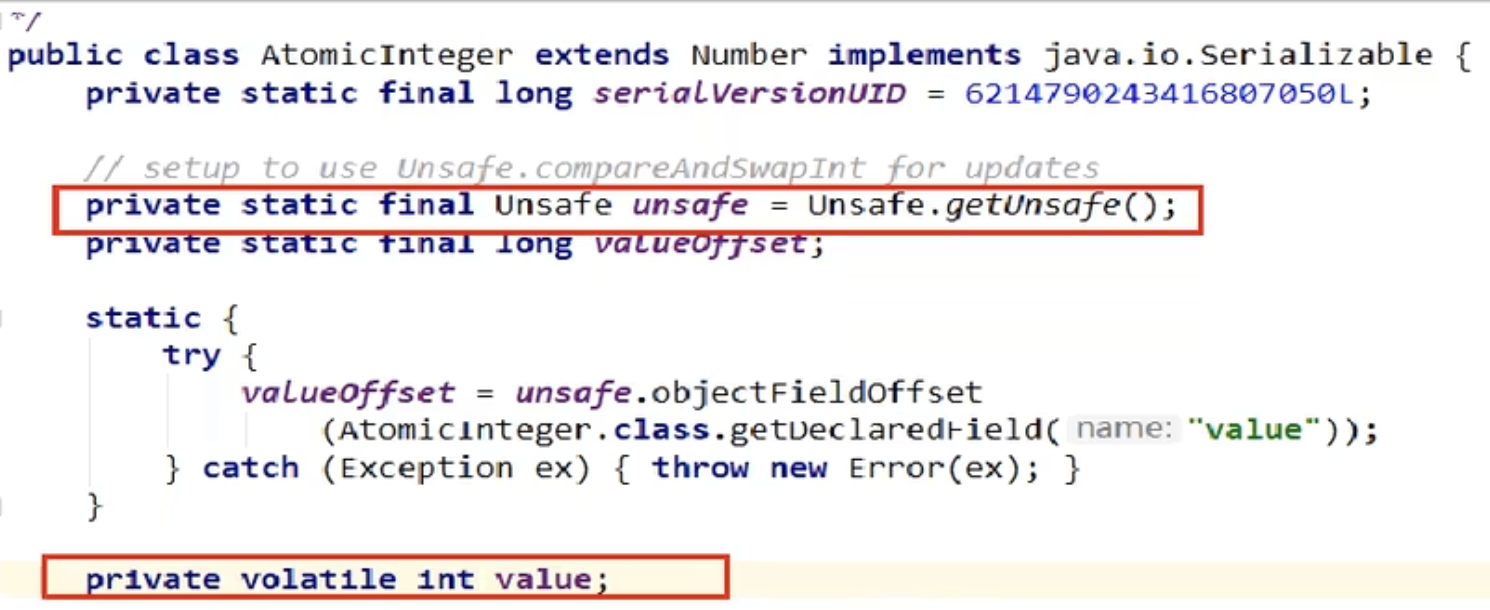 */
public class AtomicInteger extends Number implements java.io.Serializable {
private static final long serialVersionUID = 6214790243416807050L;
// setup to use Unsafe.compareAndSwapInt for updates
private static final Unsafe unsafe = Unsafe.getUnsafe();
private static final long valueOffset;
static {
try {
valueOffset = unsafe.objectFieldOffset
(AtomicInteger.class.getDeclaredField( name: "value"));
} catch (Exception ex) { throw new Error(ex); }
}
private volatile int value;